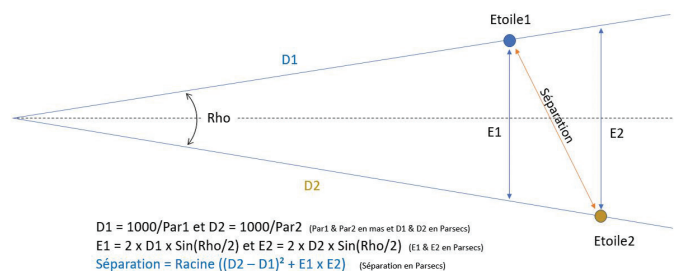 Etoile1
D1
Rho
Séparation
E1
E2
D2
Etoile2
D1 = 1000/Par1 et D2 = 1000/Par2 (Par1 & Par2 en mas et D1 & D2 en Parsecs)
E1 = 2 x D1 x Sin(Rho/2) et E2 = 2 x D2 x Sin(Rho/2) (E1 & E2 en Parsecs)
Séparation = Racine ((D2 – D1)² + E1 x E2) (Séparation en Parsecs)